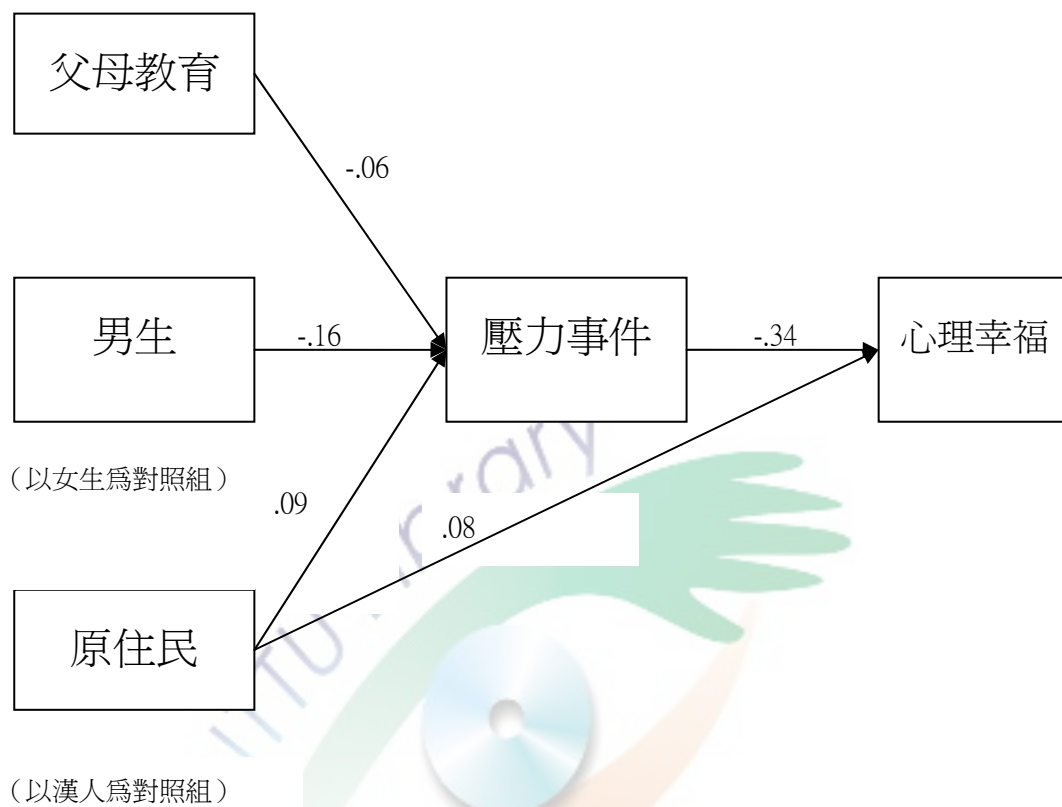 父母教育
-.06
男生
-.16
壓力事件
-.34
心理幸福
（以女生爲對照組）
.09
.08
原住民
（以漢人爲對照組）